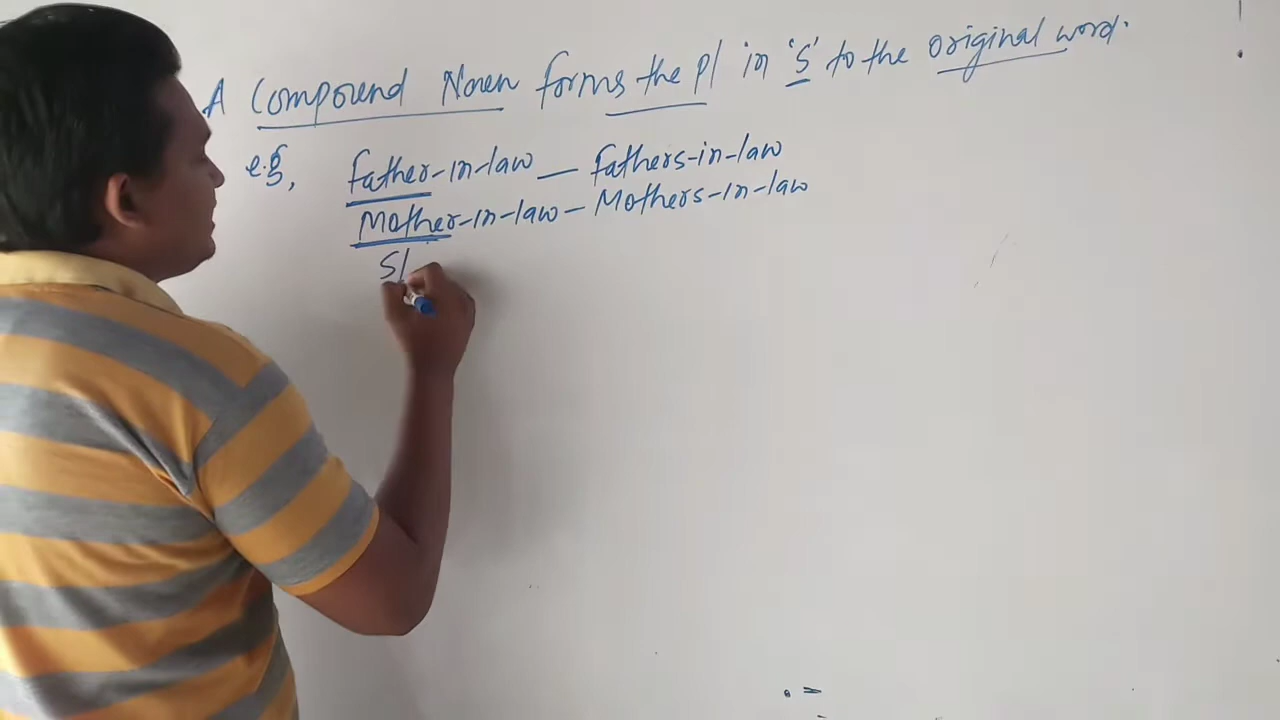 A Compound Noun forms the pl in 'S' to the original word.
e.g, Father-in-law — Fathers-in-law
Mother-in-law - Mothers-in-law
Sl